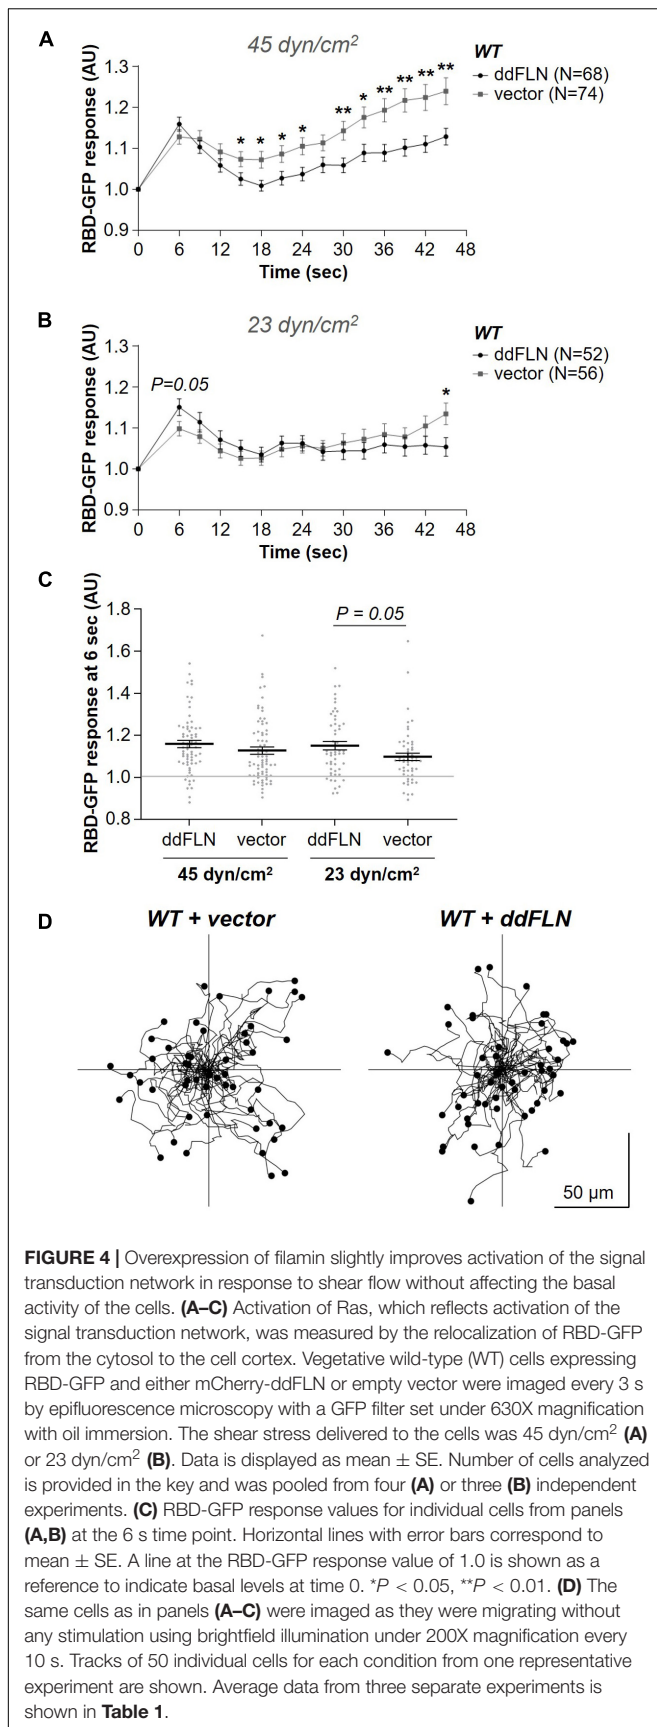 A
45 dyn/cm²
WT
ddFLN (N=68)
vector (N=74)
RBD-GFP response (AU)
1.3
1.2
1.1
1.0
0.9
* * * * ** * ** ** ** **
0 6 12 18 24 30 36 42 48
Time (sec)
B
23 dyn/cm²
WT
ddFLN (N=52)
vector (N=56)
RBD-GFP response (AU)
1.3
1.2
1.1
1.0
0.9
P=0.05
*
0 6 12 18 24 30 36 42 48
Time (sec)
C
RBD-GFP response at 6 sec (AU)
1.8
1.6
1.4
1.2
1.0
0.8
P = 0.05
ddFLN vector ddFLN vector
45 dyn/cm² 23 dyn/cm²
D
WT + vector WT + ddFLN
50 µm
FIGURE 4 | Overexpression of filamin slightly improves activation of the signal
transduction network in response to shear flow without affecting the basal
activity of the cells. (A–C) Activation of Ras, which reflects activation of the
signal transduction network, was measured by the relocalization of RBD-GFP
from the cytosol to the cell cortex. Vegetative wild-type (WT) cells expressing
RBD-GFP and either mCherry-ddFLN or empty vector were imaged every 3 s
by epifluorescence microscopy with a GFP filter set under 630X magnification
with oil immersion. The shear stress delivered to the cells was 45 dyn/cm² (A)
or 23 dyn/cm² (B). Data is displayed as mean ± SE. Number of cells analyzed
is provided in the key and was pooled from four (A) or three (B) independent
experiments. (C) RBD-GFP response values for individual cells from panels
(A,B) at the 6 s time point. Horizontal lines with error bars correspond to
mean ± SE. A line at the RBD-GFP response value of 1.0 is shown as a
reference to indicate basal levels at time 0. *P < 0.05, **P < 0.01. (D) The
same cells as in panels (A–C) were imaged as they were migrating without
any stimulation using brightfield illumination under 200X magnification every
10 s. Tracks of 50 individual cells for each condition from one representative
experiment are shown. Average data from three separate experiments is
shown in Table 1.